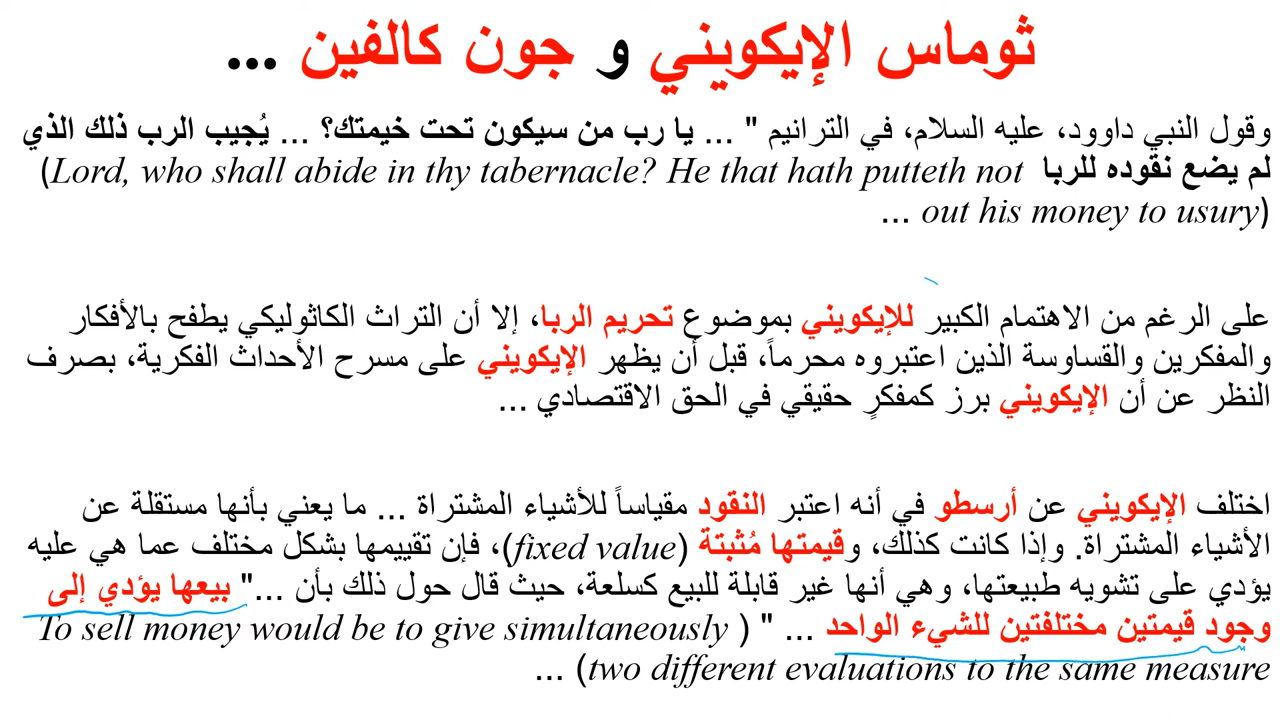 ثوماس الإيكويني و جون كالفين ...
وقول النبي داوود، عليه السلام، في الترانيم " ... يا رب من سيكون تحت خيمتك؟ ... يُجيب الرب ذلك الذي
لم يضع نقوده للربا (Lord, who shall abide in thy tabernacle? He that hath putteth not
out his money to usury) ...
على الرغم من الاهتمام الكبير للإيكويني بموضوع تحريم الربا، إلا أن التراث الكاثوليكي يطفح بالأفكار
والمفكرين والقساوسة الذين اعتبروه محرماً، قبل أن يظهر الإيكويني على مسرح الأحداث الفكرية، بصرف
النظر عن أن الإيكويني برز كمفكرٍ حقيقي في الحق الاقتصادي ...
اختلف الإيكويني عن أرسطو في أنه اعتبر النقود مقياساً للأشياء المشتراة ... ما يعني بأنها مستقلة عن
الأشياء المشتراة. وإذا كانت كذلك، وقيمتها مُثبتة (fixed value)، فإن تقييمها بشكل مختلف عما هي عليه
يؤدي على تشويه طبيعتها، وهي أنها غير قابلة للبيع كسلعة، حيث قال حول ذلك بأن ..." بيعها يؤدي إلى
وجود قيمتين مختلفتين للشيء الواحد ... " ( To sell money would be to give simultaneously
two different evaluations to the same measure) ...